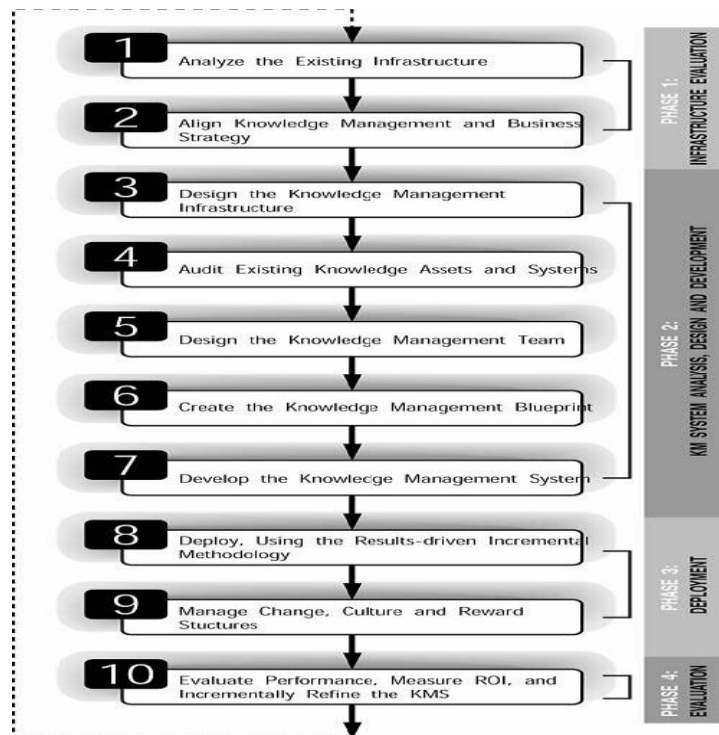 1
Analyze the Existing Infrastructure
2
Align Knowledge Management and Business
Strategy
PHASE 1:
INFRASTRUCTURE EVALUATION
3
Design the Knowledge Management
Infrastructure
4
Audit Existing Knowledge Assets and Systems
5
Design the Knowledge Management Team
6
Create the Knowledge Management Blueprint
7
Develop the Knowledge Management System
PHASE 2:
KM SYSTEM ANALYSIS, DESIGN AND DEVELOPMENT
8
Deploy, Using the Results-driven Incremental
Methodology
9
Manage Change, Culture and Reward
Stuctures
PHASE 3:
DEPLOYMENT
10
Evaluate Performance, Measure ROI, and
Incrementally Refine the KMS
PHASE 4:
EVALUATION